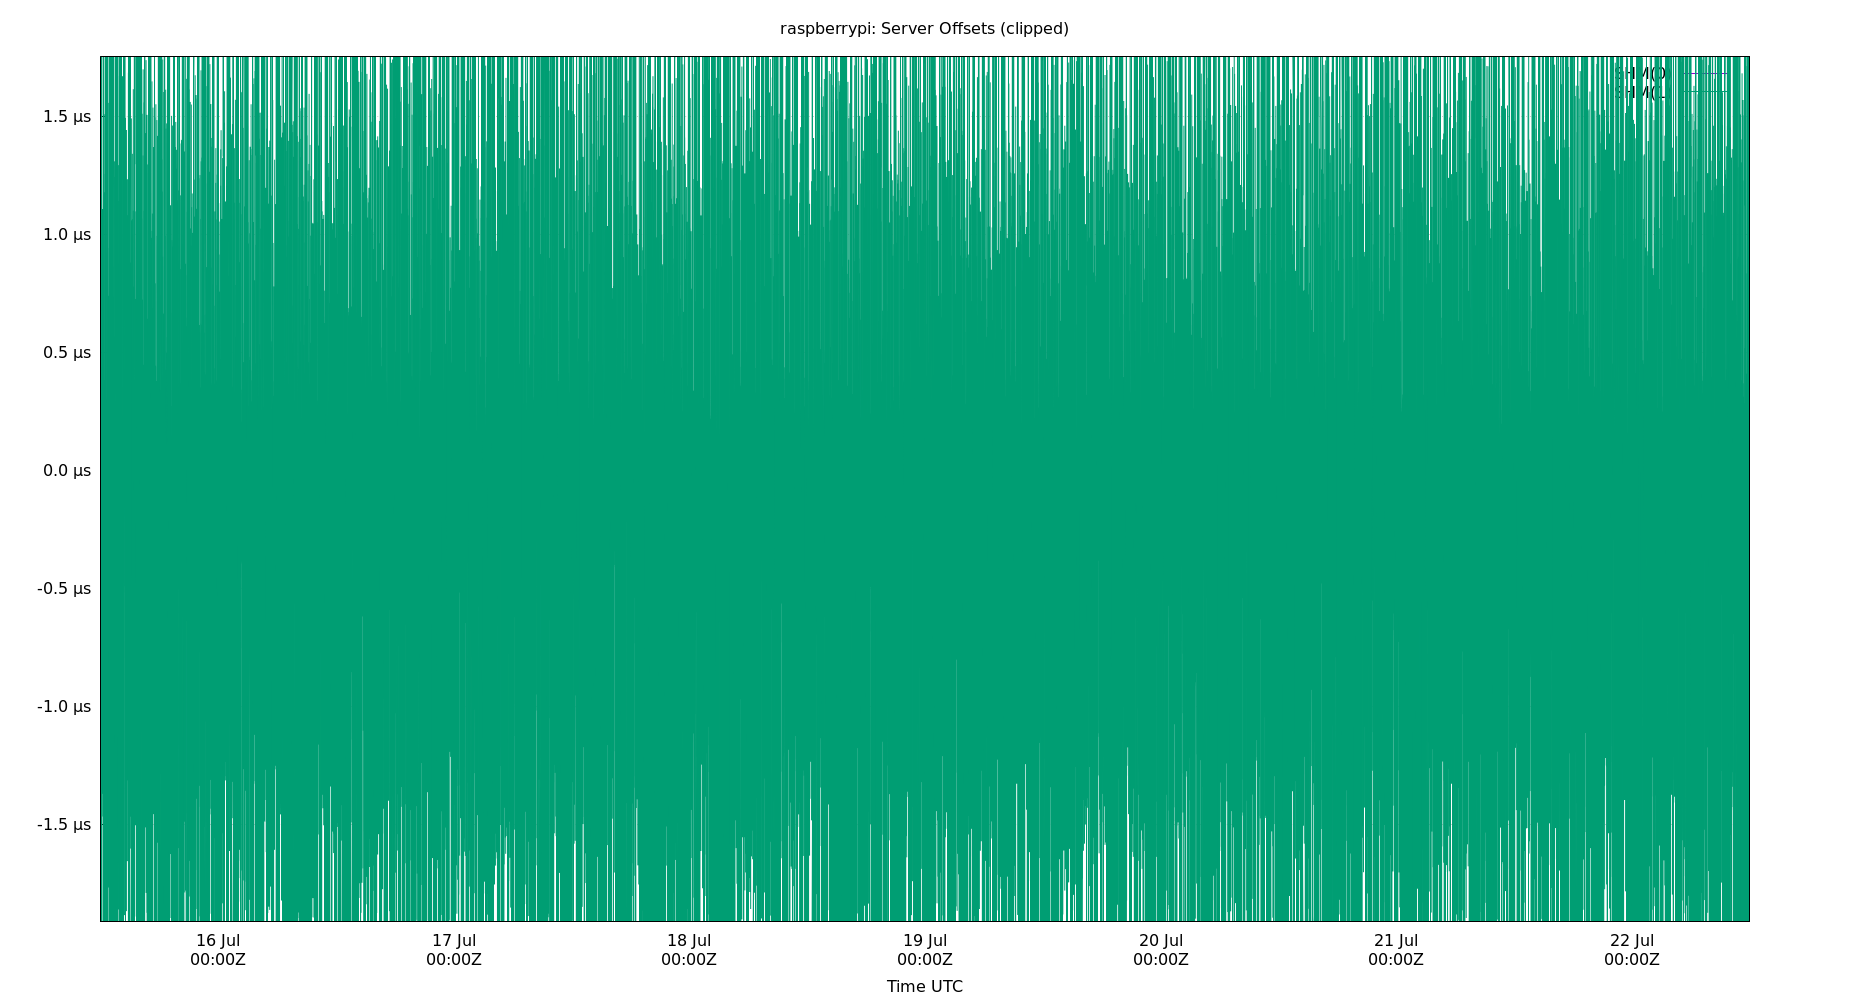 raspberrypi: Server Offsets (clipped)
SHM(0)
1.5 µs
1.0 µs
0.5 µs
0.0 µs
-0.5 µs
-1.0 µs
-1.5 µs
16 Jul 17 Jul 18 Jul 19 Jul 20 Jul 21 Jul 22 Jul
00:00Z 00:00Z 00:00Z 00:00Z 00:00Z 00:00Z 00:00Z
Time UTC